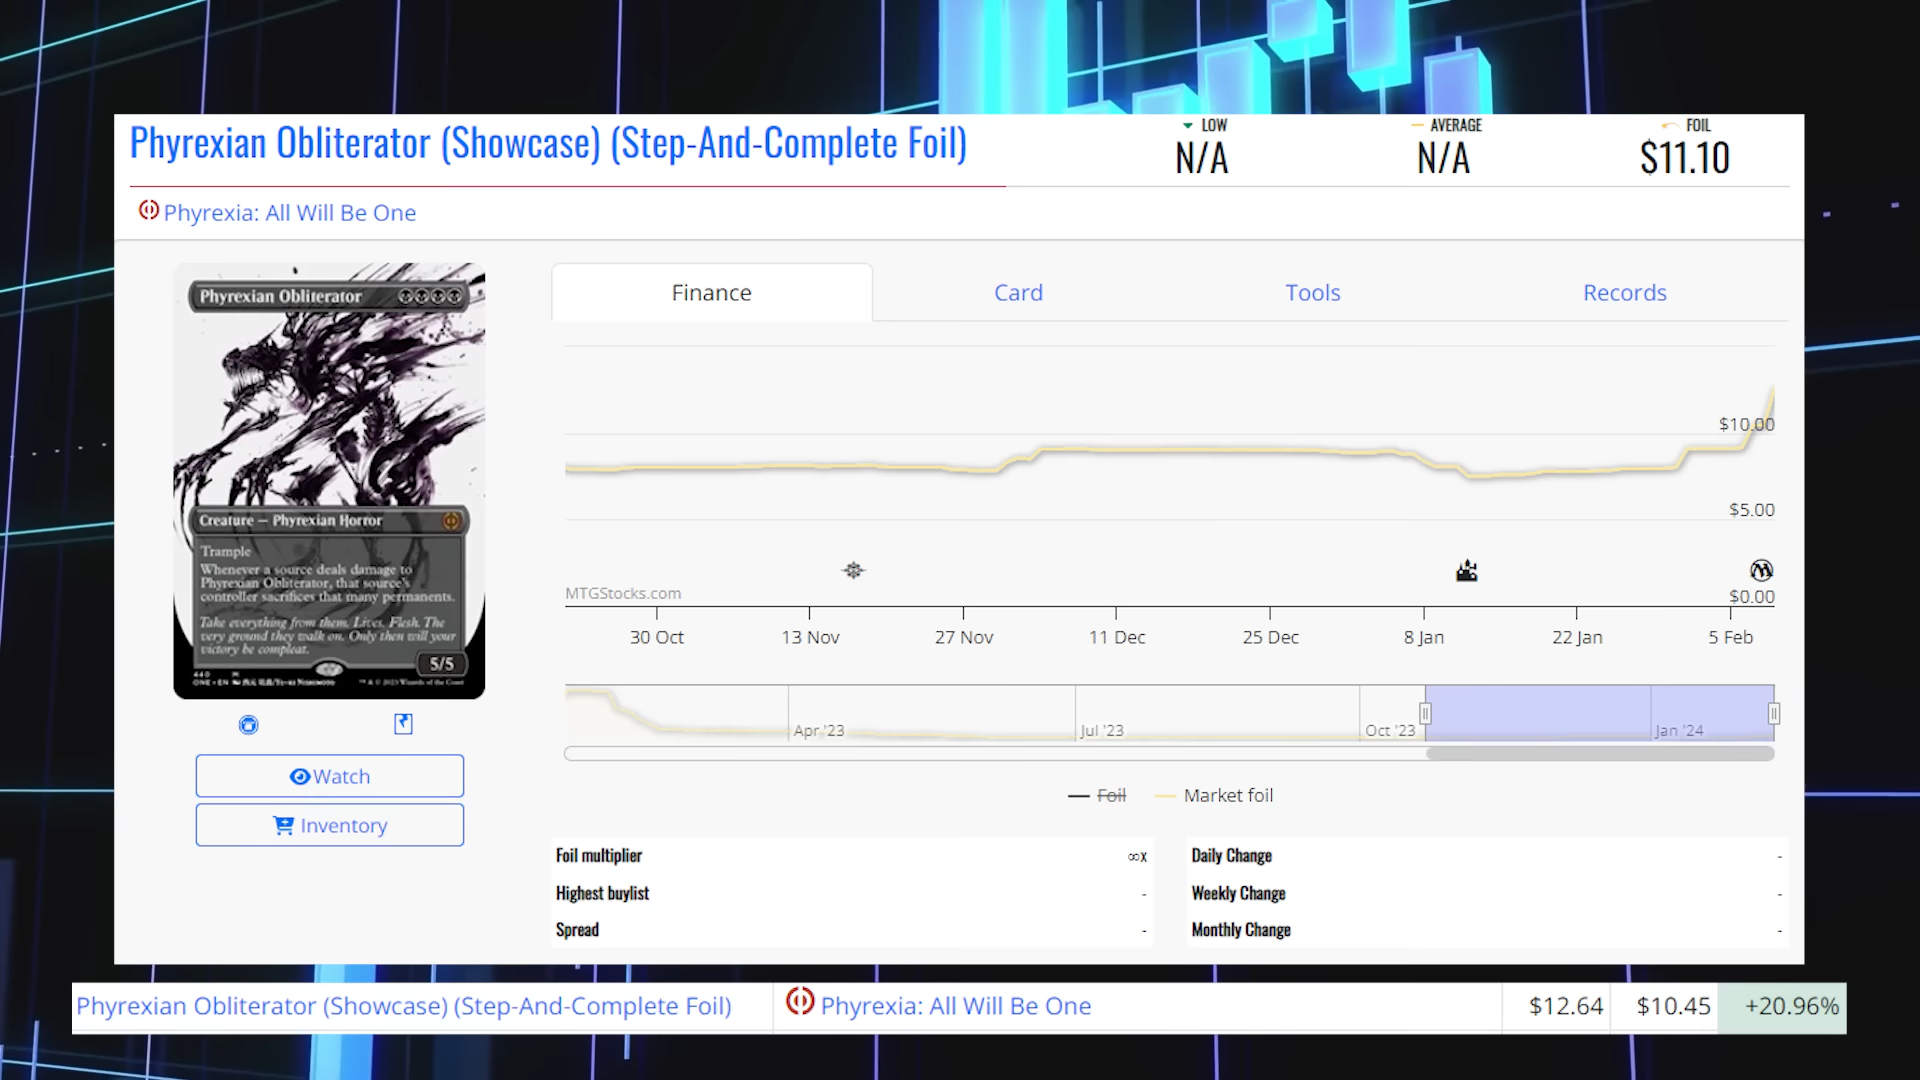 Phyrexian Obliterator (Showcase) (Step-And-Complete Foil)
LOW
N/A
AVERAGE
N/A
FOIL
$11.10
Phyrexia: All Will Be One
Phyrexian Obliterator
Creature — Phyrexian Horror
Trample
Whenever a source deals damage to
Phyrexian Obliterator, that source's
controller sacrifices that many permanents.
Take everything from them. Lives. Flesh. The
very ground they walk on. Only then will your
victory be compleat.
5/5
Watch
Inventory
Finance
Card
Tools
Records
$10.00
$5.00
$0.00
MTGStocks.com
30 Oct
13 Nov
27 Nov
11 Dec
25 Dec
8 Jan
22 Jan
5 Feb
Apr '23
Jul '23
Oct '23
Jan '24
Foil
Market foil
Foil multiplier
∞x
Highest buylist
-
Spread
-
Daily Change
-
Weekly Change
-
Monthly Change
-
Phyrexian Obliterator (Showcase) (Step-And-Complete Foil)
Phyrexia: All Will Be One
$12.64
$10.45
+20.96%